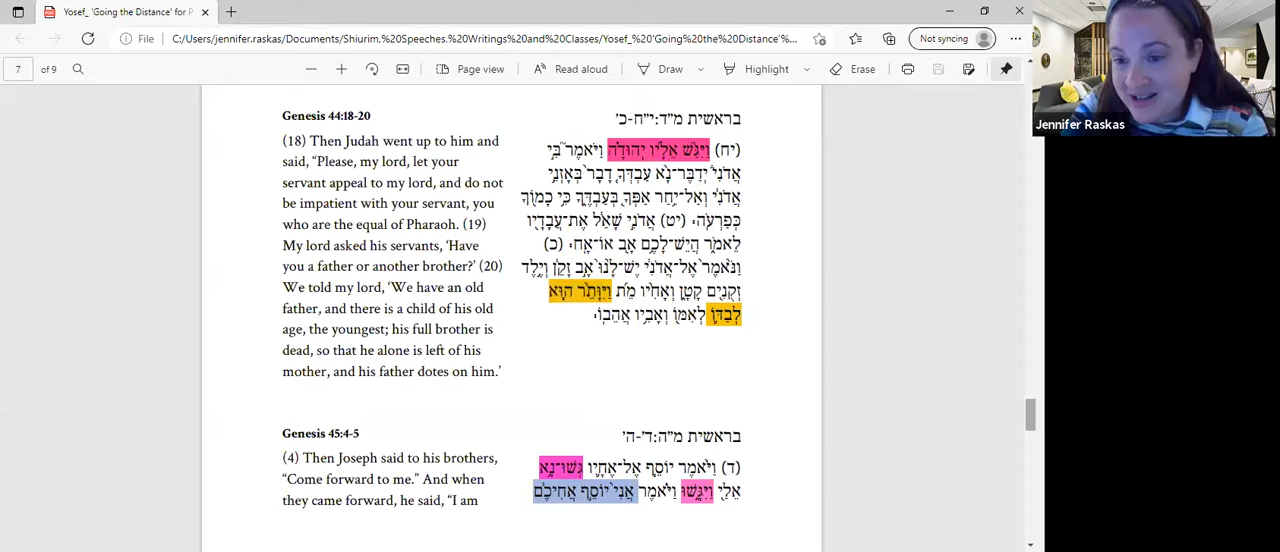 Yosef_ 'Going the Distance' for P
File
C:/Users/jennifer.raskas/Documents/Shiurim.%20Speeches.%20Writings%20and%20Classes/Yosef_%20'Going%20the%20Distance'%...
Not syncing
7 of 9
Page view
Read aloud
Draw
Highlight
Erase
Jennifer Raskas
Genesis 44:18-20
(18) Then Judah went up to him and
said, “Please, my lord, let your
servant appeal to my lord, and do not
be impatient with your servant, you
who are the equal of Pharaoh. (19)
My lord asked his servants, ‘Have
you a father or another brother?’ (20)
We told my lord, ‘We have an old
father, and there is a child of his old
age, the youngest; his full brother is
dead, so that he alone is left of his
mother, and his father dotes on him.’
בראשית מ״ד:י״ח-כ׳
(יח) וַיִּגַּ֨שׁ אֵלָ֜יו יְהוּדָ֗ה וַיֹּ֘אמֶר֮ בִּ֣י
אֲדֹנִי֒ יְדַבֶּר־נָ֨א עַבְדְּךָ֤ דָבָר֙ בְּאׇזְנֵ֣י
אֲדֹנִ֔י וְאַל־יִ֥חַר אַפְּךָ֖ בְּעַבְדֶּ֑ךָ כִּ֥י כָמ֖וֹךָ
כְּפַרְעֹֽה׃ (יט) אֲדֹנִ֣י שָׁאַ֔ל אֶת־עֲבָדָ֖יו
לֵאמֹ֑ר הֲיֵשׁ־לָכֶ֥ם אָ֖ב אוֹ־אָֽח׃ (כ)
וַנֹּ֙אמֶר֙ אֶל־אֲדֹנִ֔י יֶשׁ־לָ֙נוּ֙ אָ֣ב זָקֵ֔ן וְיֶ֥לֶד
זְקֻנִ֖ים קָטָ֑ן וְאָחִ֨יו מֵ֜ת וַיִּוָּתֵ֨ר ה֧וּא
לְבַדּ֛וֹ לְאִמּ֖וֹ וְאָבִ֥יו אֲהֵבֽוֹ׃
Genesis 45:4-5
(4) Then Joseph said to his brothers,
“Come forward to me.” And when
they came forward, he said, “I am
בראשית מ״ה:ד׳-ה׳
(ד) וַיֹּ֨אמֶר יוֹסֵ֧ף אֶל־אֶחָ֛יו גְּשׁוּ־נָ֥א
אֵלַ֖י וַיִּגָּ֑שׁוּ וַיֹּ֗אמֶר אֲנִי֙ יוֹסֵ֣ף אֲחִיכֶ֔ם